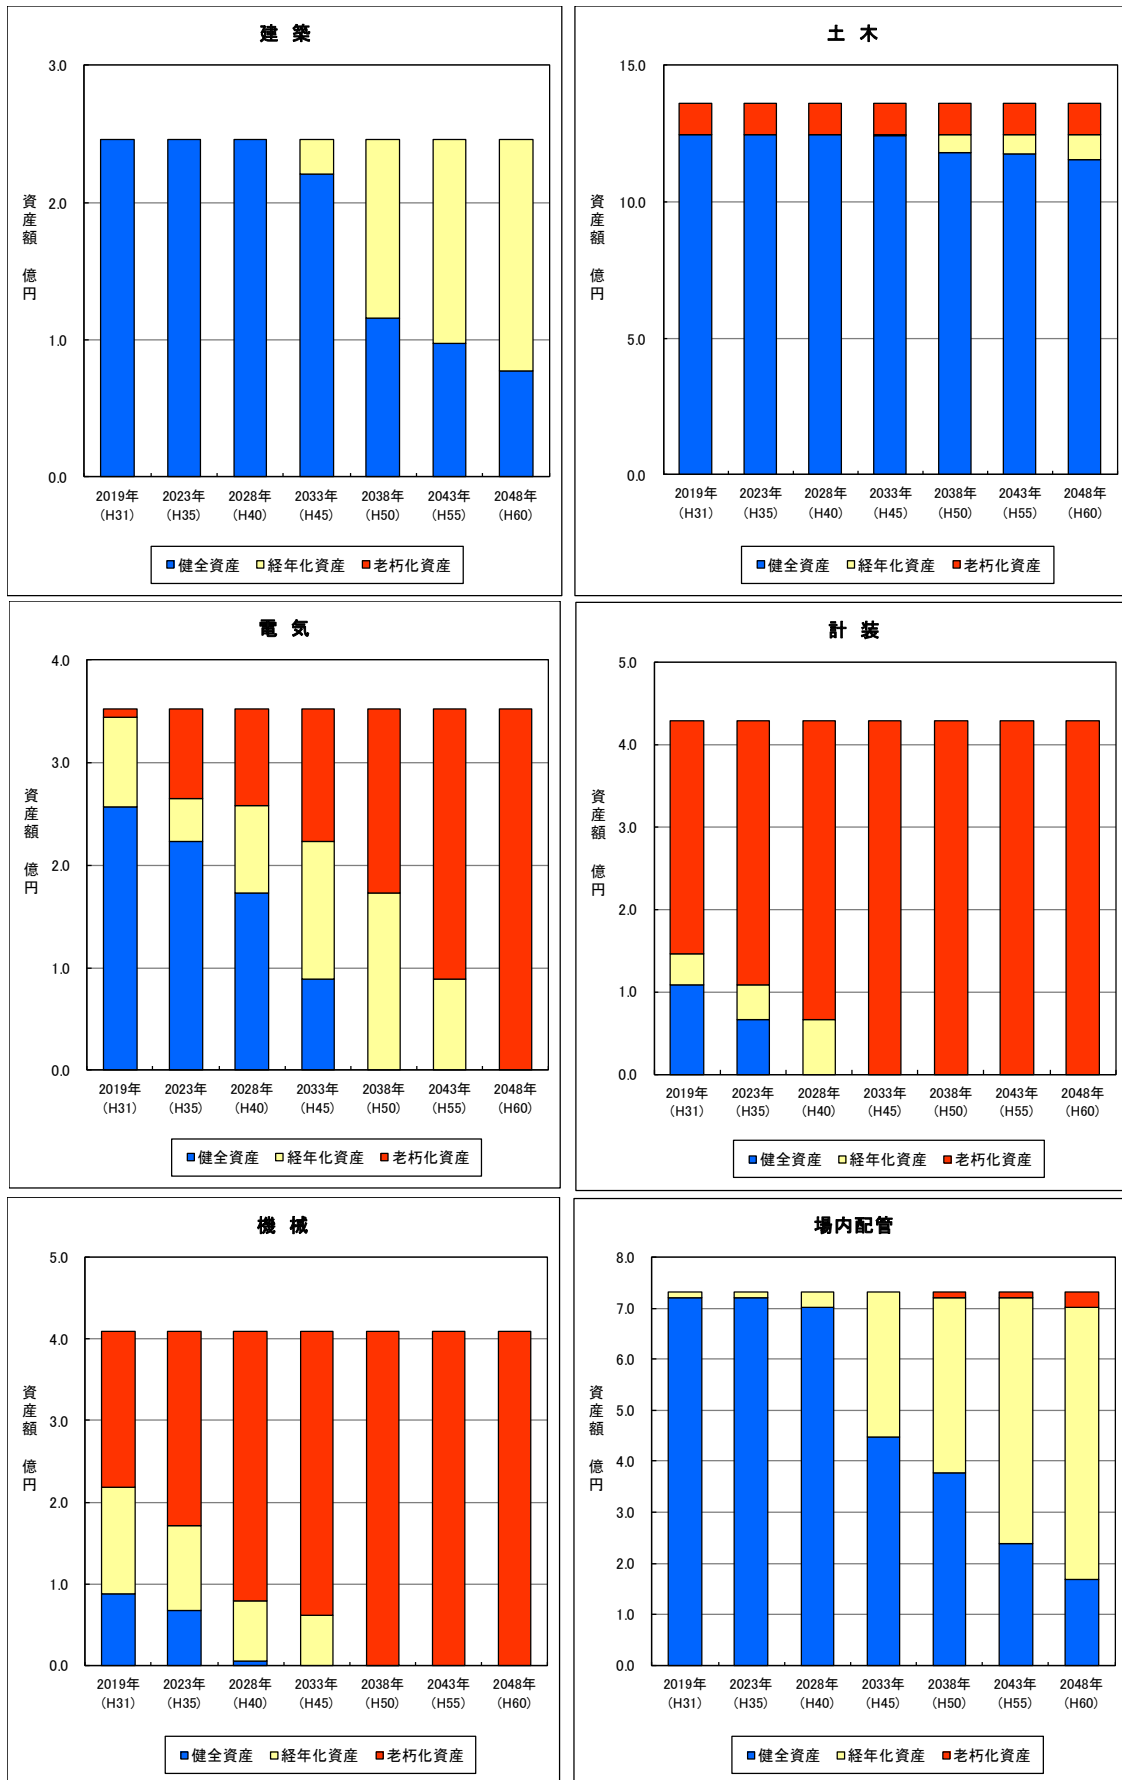 建 築
3.0
2.0
1.0
0.0
資産額 億円
2019年 2023年 2028年 2033年 2038年 2043年 2048年
(H31) (H35) (H40) (H45) (H50) (H55) (H60)
健全資産 経年化資産 老朽化資産
土 木
15.0
10.0
5.0
0.0
資産額 億円
2019年 2023年 2028年 2033年 2038年 2043年 2048年
(H31) (H35) (H40) (H45) (H50) (H55) (H60)
健全資産 経年化資産 老朽化資産
電 気
4.0
3.0
2.0
1.0
0.0
資産額 億円
2019年 2023年 2028年 2033年 2038年 2043年 2048年
(H31) (H35) (H40) (H45) (H50) (H55) (H60)
健全資産 経年化資産 老朽化資産
計 装
5.0
4.0
3.0
2.0
1.0
0.0
資産額 億円
2019年 2023年 2028年 2033年 2038年 2043年 2048年
(H31) (H35) (H40) (H45) (H50) (H55) (H60)
健全資産 経年化資産 老朽化資産
機 械
5.0
4.0
3.0
2.0
1.0
0.0
資産額 億円
2019年 2023年 2028年 2033年 2038年 2043年 2048年
(H31) (H35) (H40) (H45) (H50) (H55) (H60)
健全資産 経年化資産 老朽化資産
場内配管
8.0
7.0
6.0
5.0
4.0
3.0
2.0
1.0
0.0
資産額 億円
2019年 2023年 2028年 2033年 2038年 2043年 2048年
(H31) (H35) (H40) (H45) (H50) (H55) (H60)
健全資産 経年化資産 老朽化資産